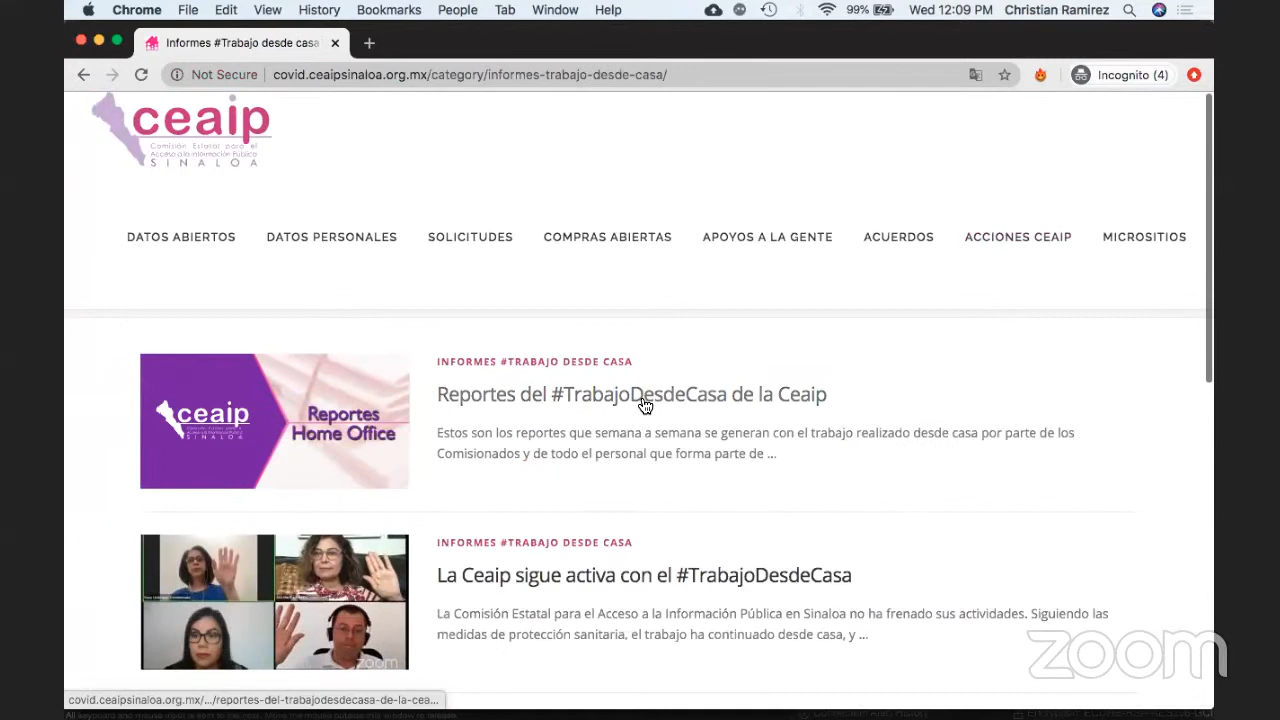 Chrome File Edit View History Bookmarks People Tab Window Help 99% Wed 12:09 PM Christian Ramirez
Informes #Trabajo desde casa
Not Secure covid.ceaipsinaloa.org.mx/category/informes-trabajo-desde-casa/ Incognito (4)
ceaip
Comisión Estatal para el
Acceso a la Información Pública
SINALOA
DATOS ABIERTOS DATOS PERSONALES SOLICITUDES COMPRAS ABIERTAS APOYOS A LA GENTE ACUERDOS ACCIONES CEAIP MICROSITIOS
ceaip
SINALOA
Reportes
Home Office
INFORMES #TRABAJO DESDE CASA
Reportes del #TrabajoDesdeCasa de la Ceaip
Estos son los reportes que semana a semana se generan con el trabajo realizado desde casa por parte de los
Comisionados y de todo el personal que forma parte de ...
zoom
INFORMES #TRABAJO DESDE CASA
La Ceaip sigue activa con el #TrabajoDesdeCasa
La Comisión Estatal para el Acceso a la Información Pública en Sinaloa no ha frenado sus actividades. Siguiendo las
medidas de protección sanitaria, el trabajo ha continuado desde casa, y ...
zoom
covid.ceaipsinaloa.org.mx/.../reportes-del-trabajodesdecasa-de-la-cea...